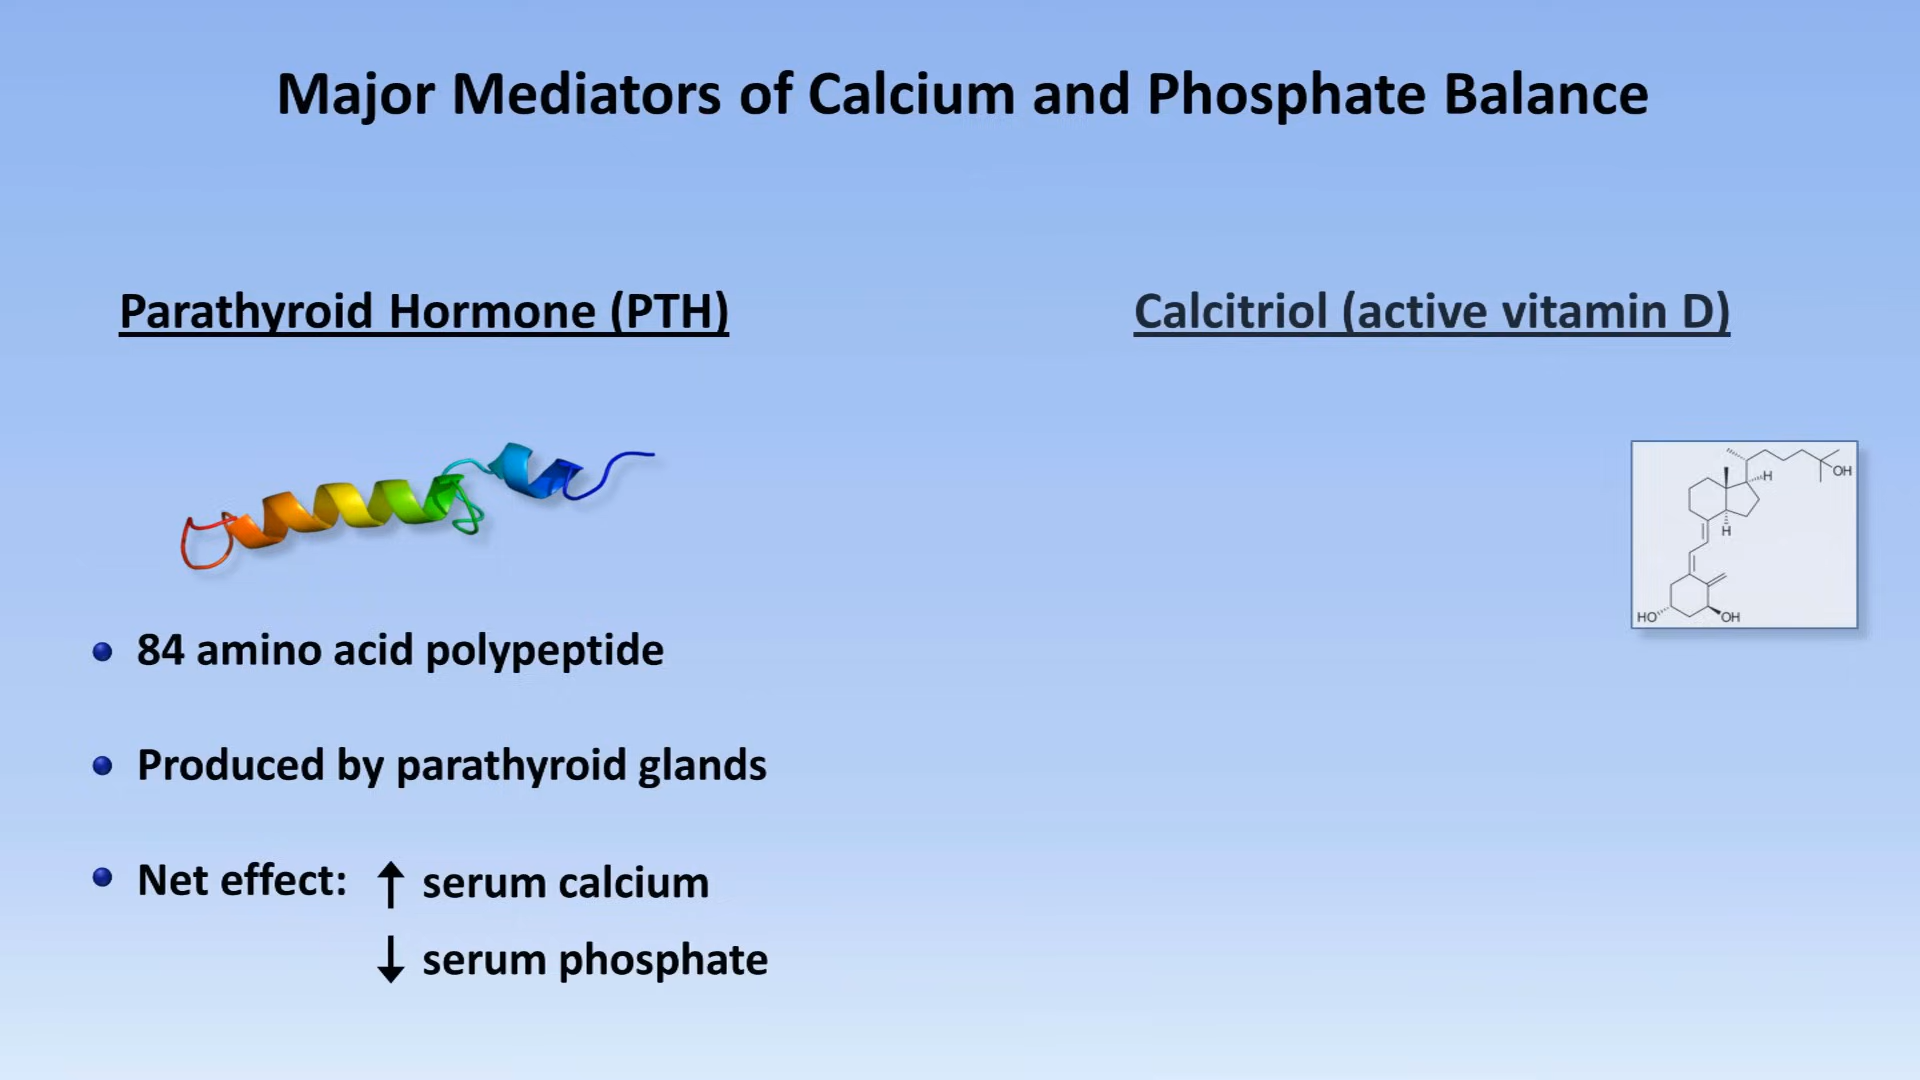 Major Mediators of Calcium and Phosphate Balance
Parathyroid Hormone (PTH)
84 amino acid polypeptide
Produced by parathyroid glands
Net effect: ↑ serum calcium
↓ serum phosphate
Calcitriol (active vitamin D)
OH
H
H
HO OH